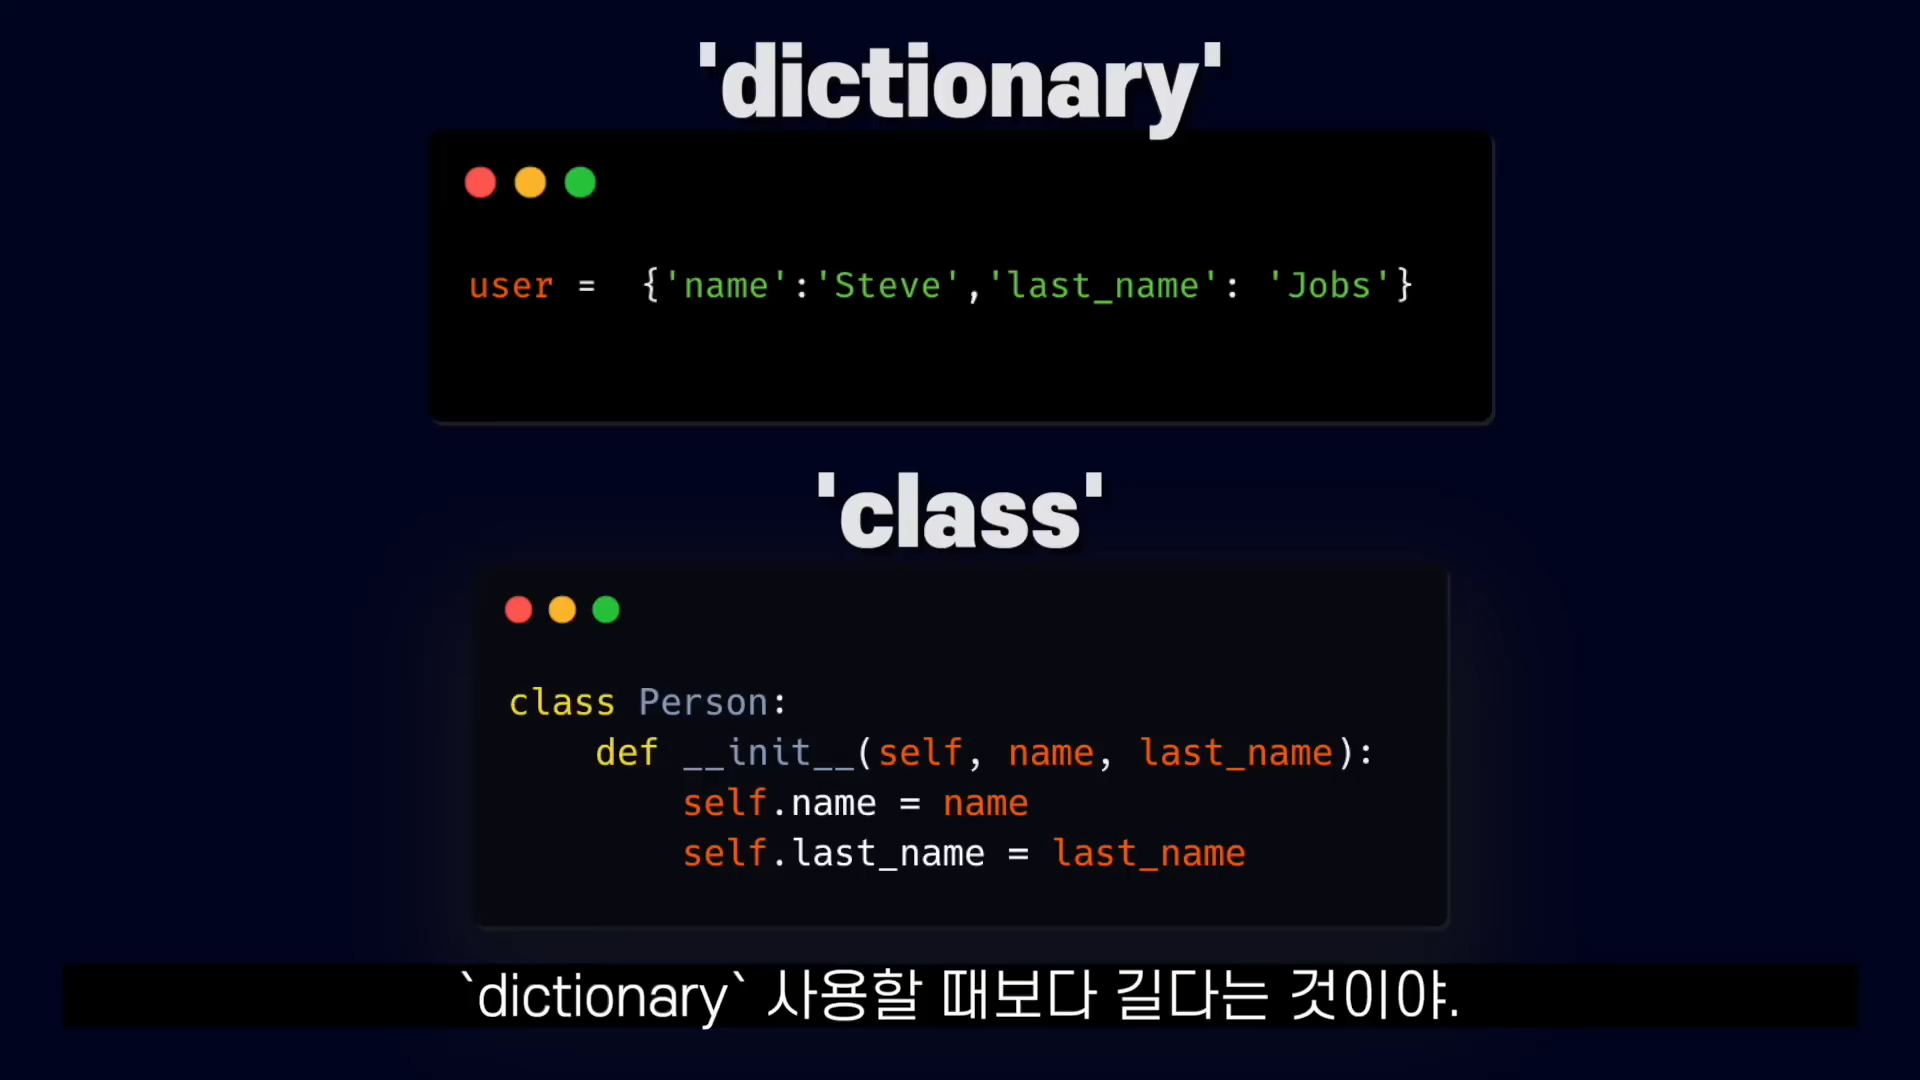 'dictionary'
user =  {'name':'Steve','last_name': 'Jobs'}
'class'
class Person:
    def __init__(self, name, last_name):
        self.name = name
        self.last_name = last_name
`dictionary` 사용할 때보다 길다는 것이야.